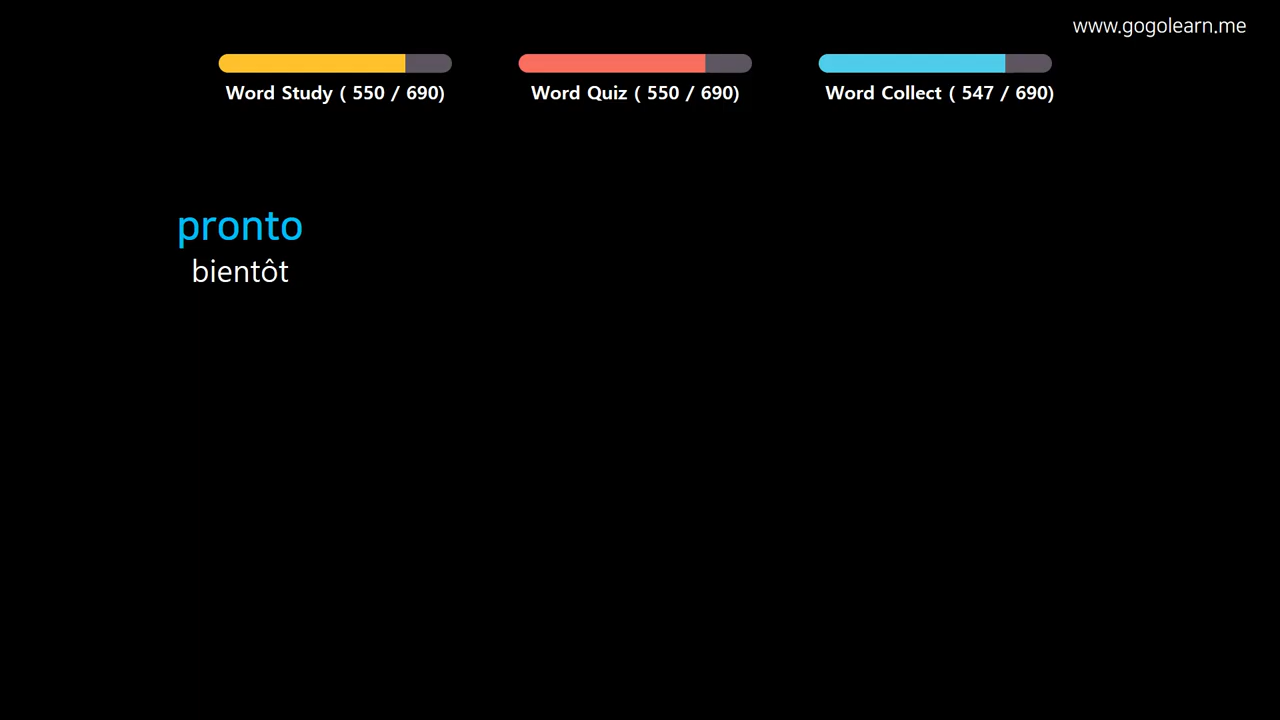 www.gogolearn.me
Word Study ( 550 / 690)
Word Quiz ( 550 / 690)
Word Collect ( 547 / 690)
pronto
bientôt